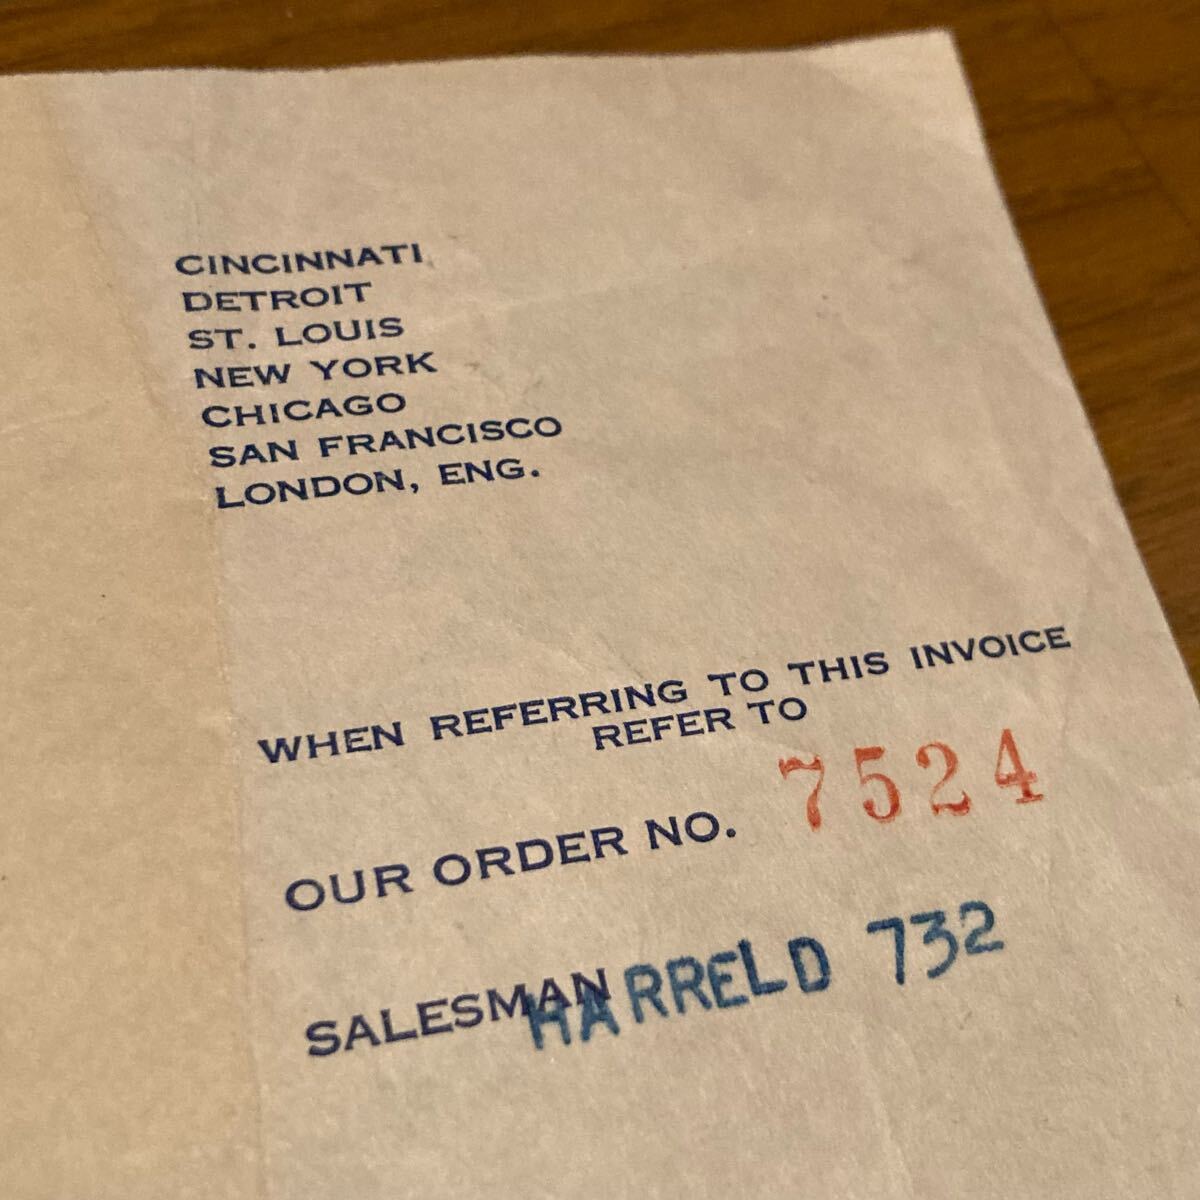 CINCINNATI
DETROIT
ST. LOUIS
NEW YORK
CHICAGO
SAN FRANCISCO
LONDON, ENG.
WHEN REFERRING TO THIS INVOICE
REFER TO
OUR ORDER NO. 7524
SALESMAN HARRELD 732